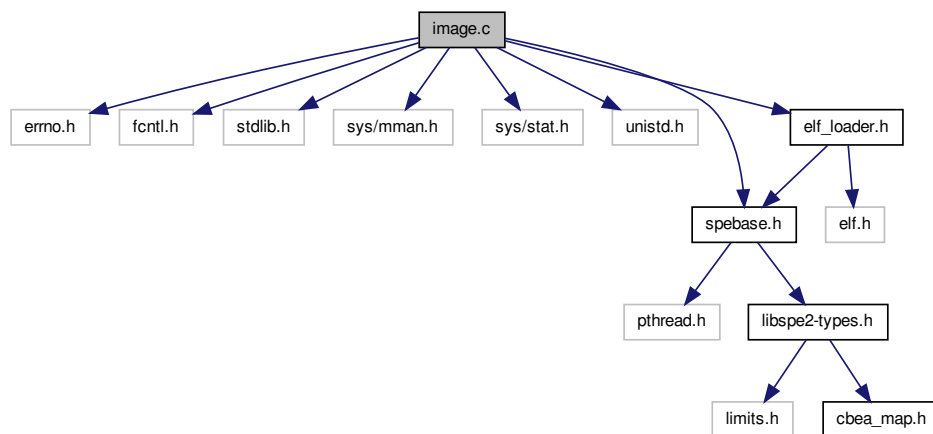 image.c
errno.h
fcntl.h
stdlib.h
sys/mman.h
sys/stat.h
unistd.h
elf_loader.h
spebase.h
elf.h
pthread.h
libspe2-types.h
limits.h
cbea_map.h